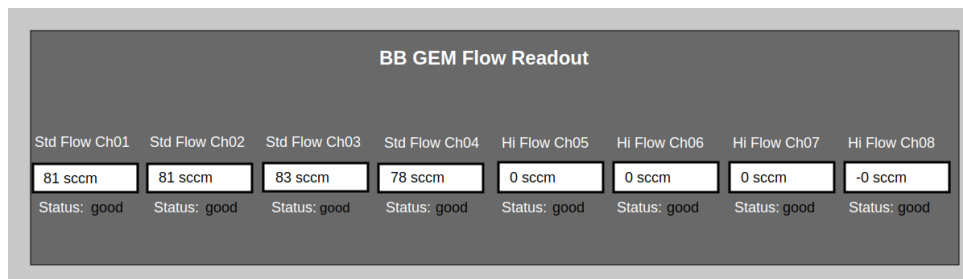 BB GEM Flow Readout
Std Flow Ch01 Std Flow Ch02 Std Flow Ch03 Std Flow Ch04 Hi Flow Ch05 Hi Flow Ch06 Hi Flow Ch07 Hi Flow Ch08
81 sccm 81 sccm 83 sccm 78 sccm 0 sccm 0 sccm 0 sccm -0 sccm
Status: good Status: good Status: good Status: good Status: good Status: good Status: good Status: good